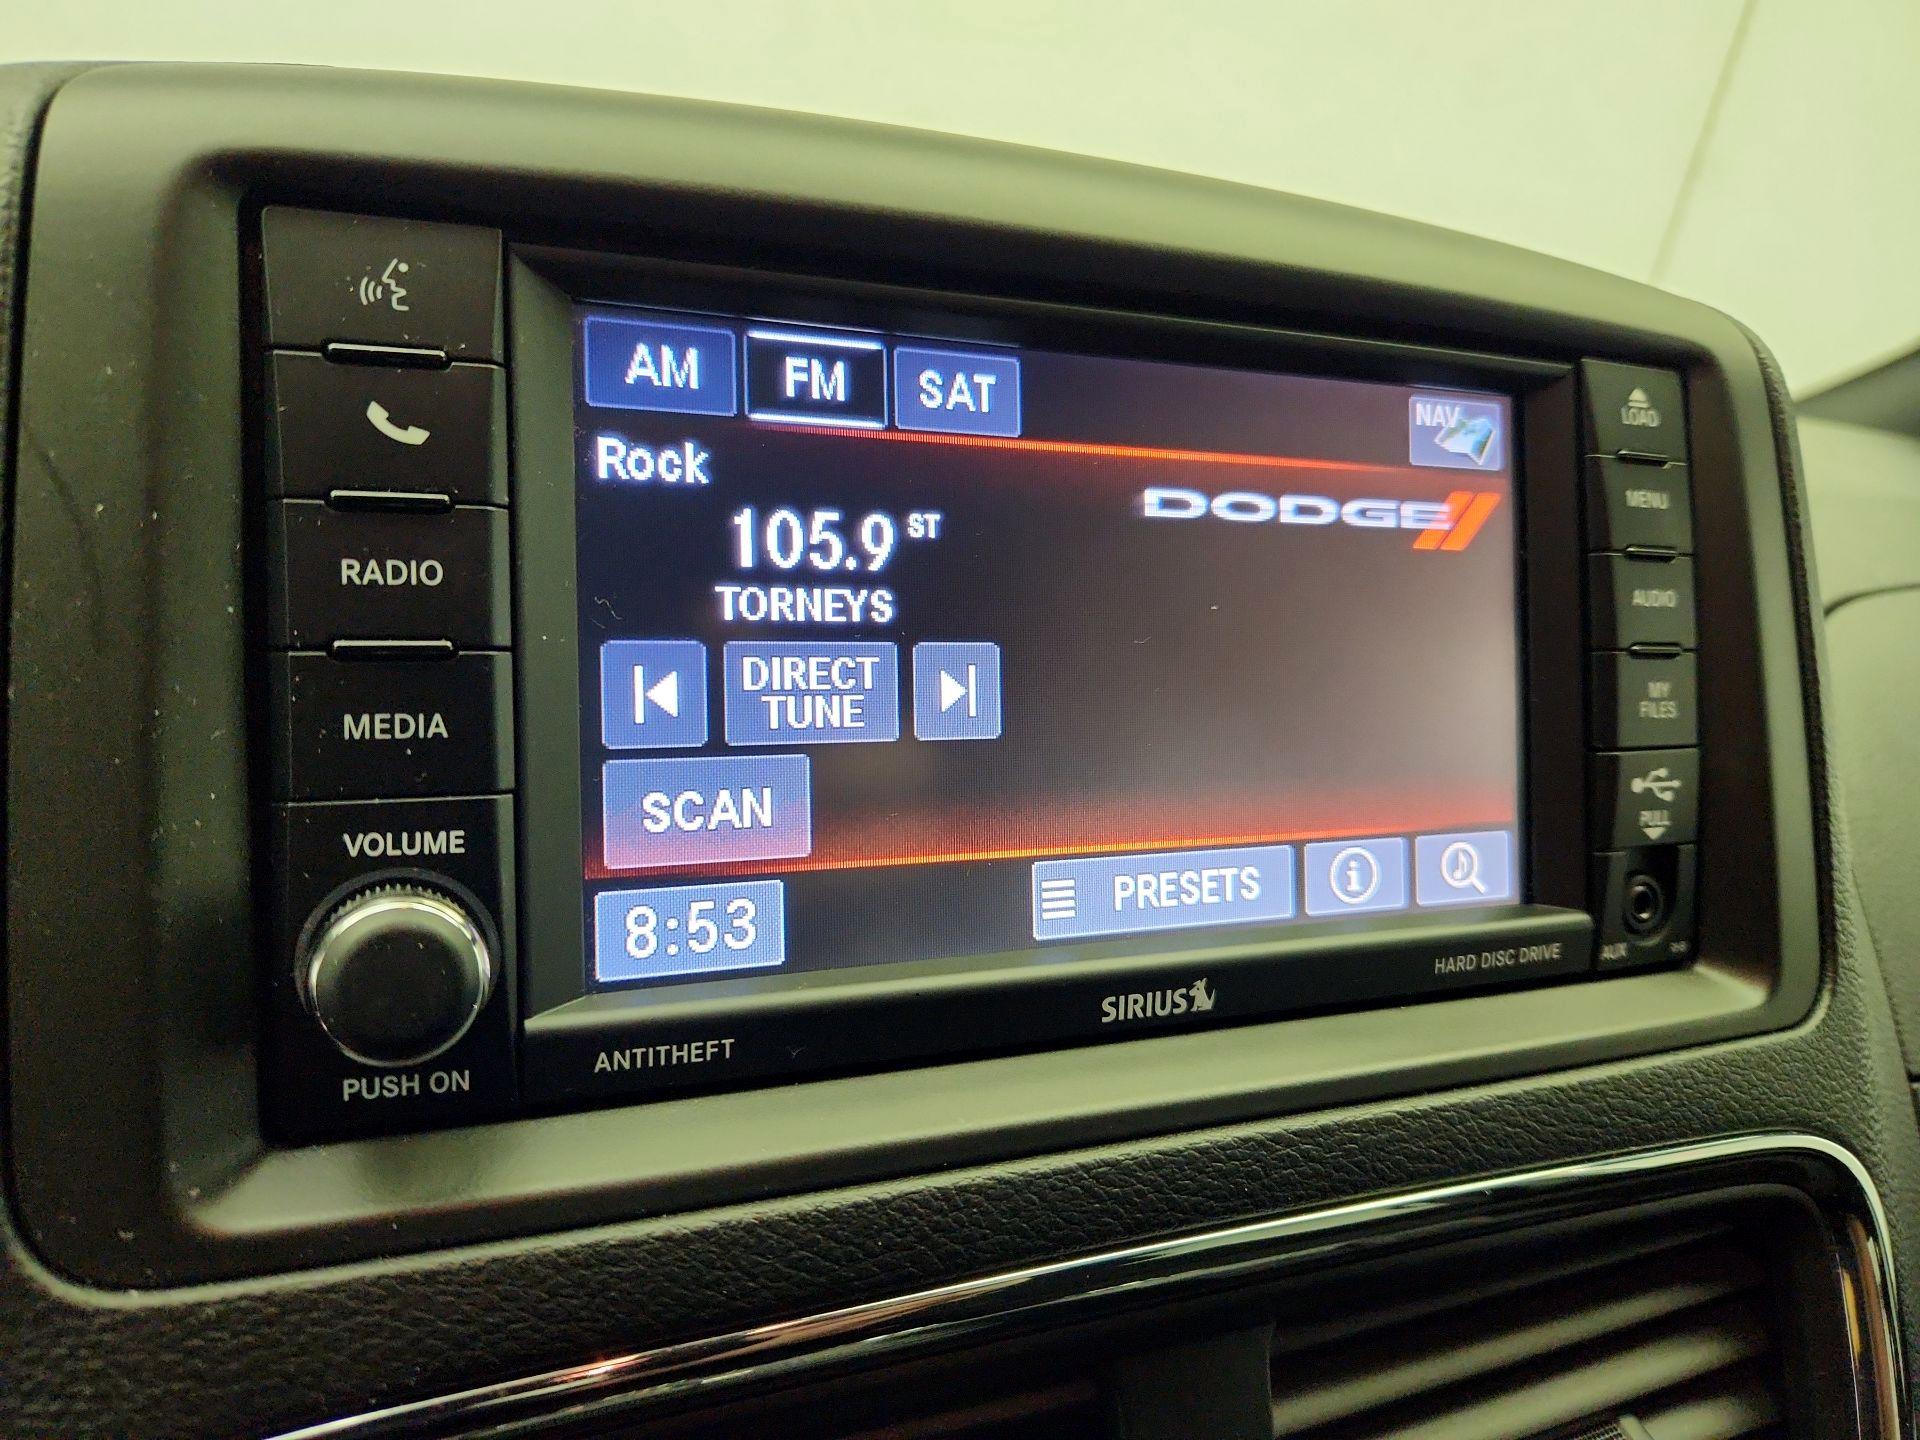 AM
FM
SAT
NAV
Rock
DODGE
105.9 ST
TORNEYS
DIRECT
TUNE
SCAN
8:53
PRESETS
i
RADIO
MEDIA
VOLUME
PUSH ON
LOAD
MENU
AUDIO
MY
FILES
PULL
AUX
ANTITHEFT
SIRIUS
HARD DISC DRIVE